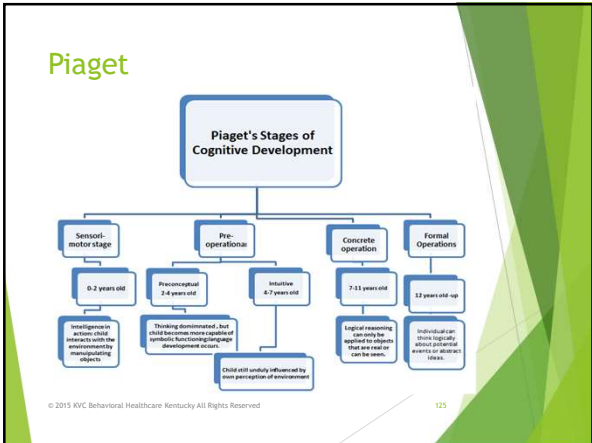 Piaget
Piaget's Stages of
Cognitive Development
Sensori-
motor stage
Pre-
operational
Concrete
operation
Formal
Operations
0-2 years old
Preconceptual
2-4 years old
Intuitive
4-7 years old
7-11 years old
12 years old-up
Intelligence in
action: child
interacts with the
environment by
manipulating
objects
Thinking domninated , but
child becomes more capable of
symbolic functioning;language
development occurs.
Child still unduly influenced by
own perception of environment
Logical reasoning
can only be
applied to objects
that are real or
can be seen.
Individual can
think logically
about potential
events or abstract
ideas.
© 2015 KVC Behavioral Healthcare Kentucky All Rights Reserved
125